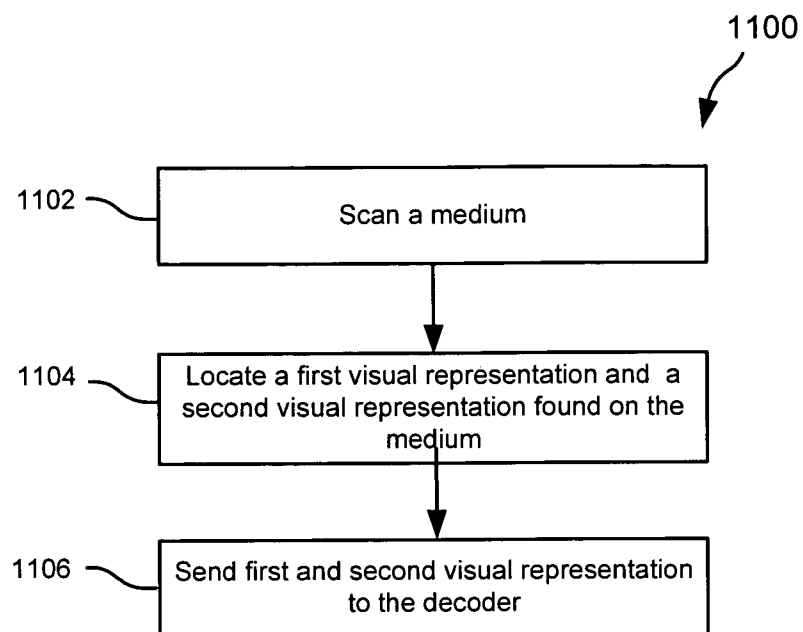 1100
1102
Scan a medium
1104
Locate a first visual representation and a
second visual representation found on the
medium
1106
Send first and second visual representation
to the decoder